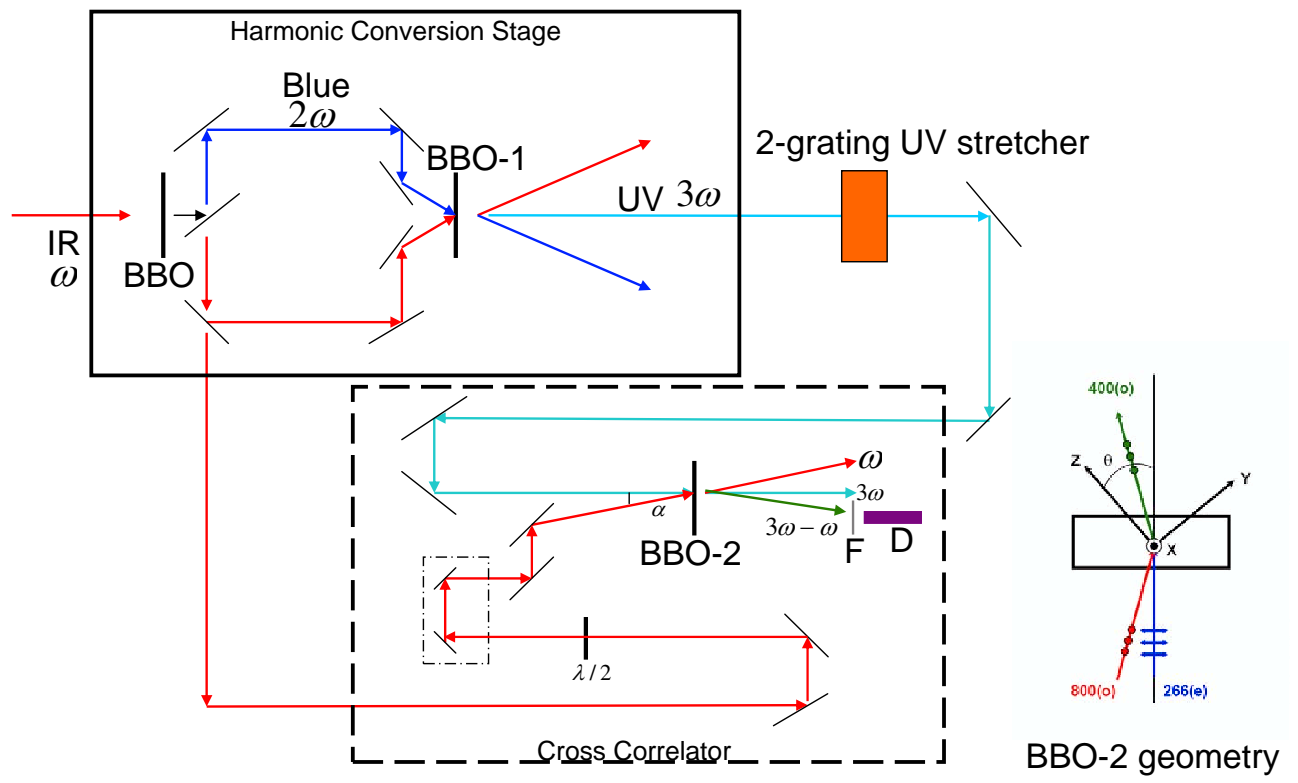 Harmonic Conversion Stage
Blue
2ω
BBO-1
2-grating UV stretcher
UV 3ω
IR
ω
BBO
400(o)
Z
θ
Y
X
800(o)
266(e)
BBO-2 geometry
ω
3ω
α
3ω-ω
BBO-2
F
D
λ/2
Cross Correlator